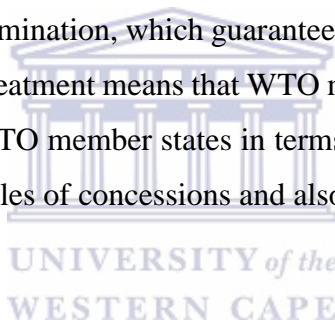 mination, which guarantee
eatment means that WTO
TO member states in terms
les of concessions and also
UNIVERSITY of the
WESTERN CAPE